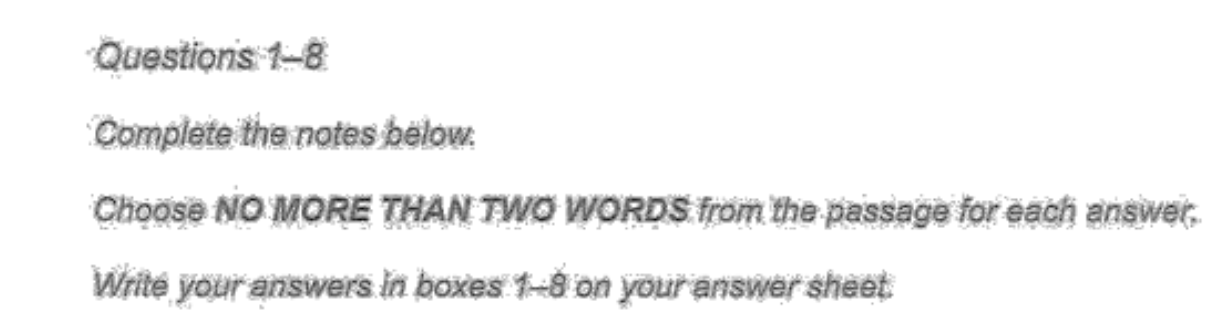 Questions 1–8
Complete the notes below.
Choose NO MORE THAN TWO WORDS from the passage for each answer.
Write your answers in boxes 1–8 on your answer sheet.